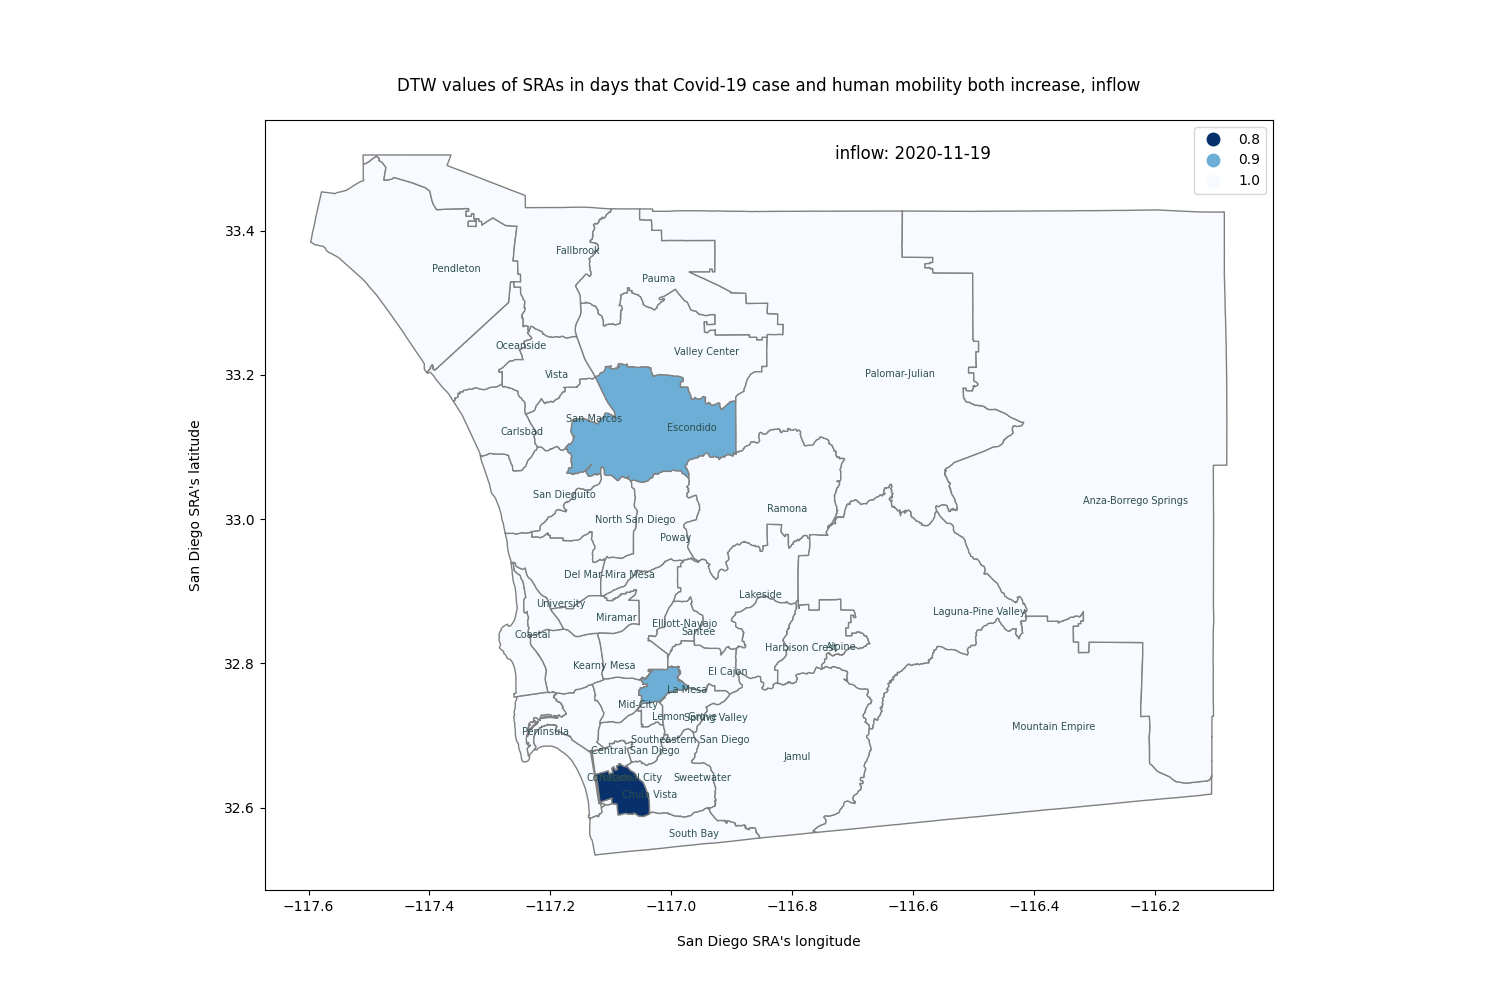 DTW values of SRAs in days that Covid-19 case and human mobility both increase, inflow
inflow: 2020-11-19
0.8
0.9
1.0
San Diego SRA's latitude
33.4
33.2
33.0
32.8
32.6
Fallbrook
Pendleton
Pauma
Oceanside
Valley Center
Vista
Palomar-Julian
San Marcos
Escondido
Carlsbad
San Dieguito
Anza-Borrego Springs
Ramona
North San Diego
Poway
Del Mar-Mira Mesa
Lakeside
University
Laguna-Pine Valley
Miramar
Elliott-Navajo
Santee
Coastal
Harbison Crest
Alpine
Kearny Mesa
El Cajon
La Mesa
Mid-City
Lemon Grove
Spring Valley
Mountain Empire
Peninsula
Southeastern San Diego
Central San Diego
Jamul
City
Sweetwater
Chula Vista
South Bay
−117.6 −117.4 −117.2 −117.0 −116.8 −116.6 −116.4 −116.2
San Diego SRA's longitude